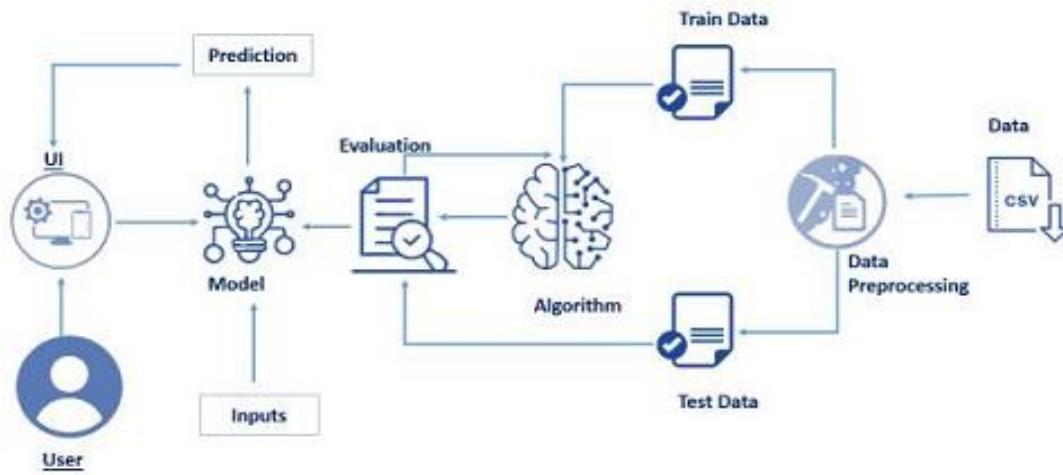 Train Data
Prediction
Evaluation
Data
UI
CSV
Model
Data
Preprocessing
Algorithm
Inputs
Test Data
User